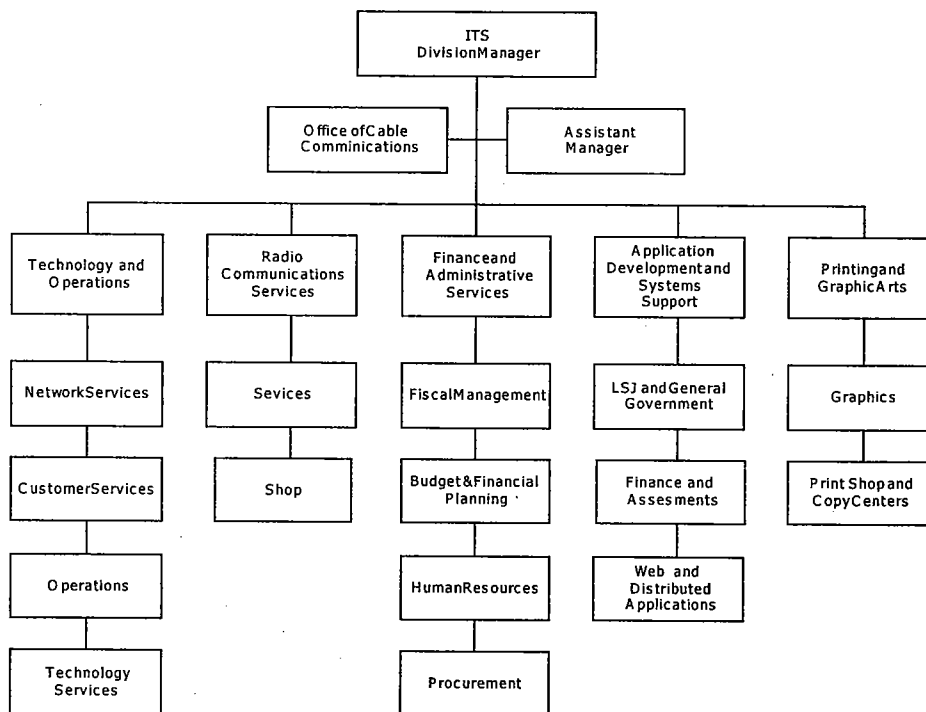 ITS
DivisionManager
Office ofCable
Comminications
Assistant
Manager
Technology and
Operations
Radio
Communications
Services
Financeand
Administrative
Services
Application
Developmentand
Systems
Support
Printingand
GraphicArts
NetworkServices
Sevices
FiscalManagement
LSJ andGeneral
Government
Graphics
CustomerServices
Shop
Budget&Financial
Planning
Finance and
Assesments
Print Shopand
CopyCenters
Operations
HumanResources
Web and
Distributed
Applications
Technology
Services
Procurement